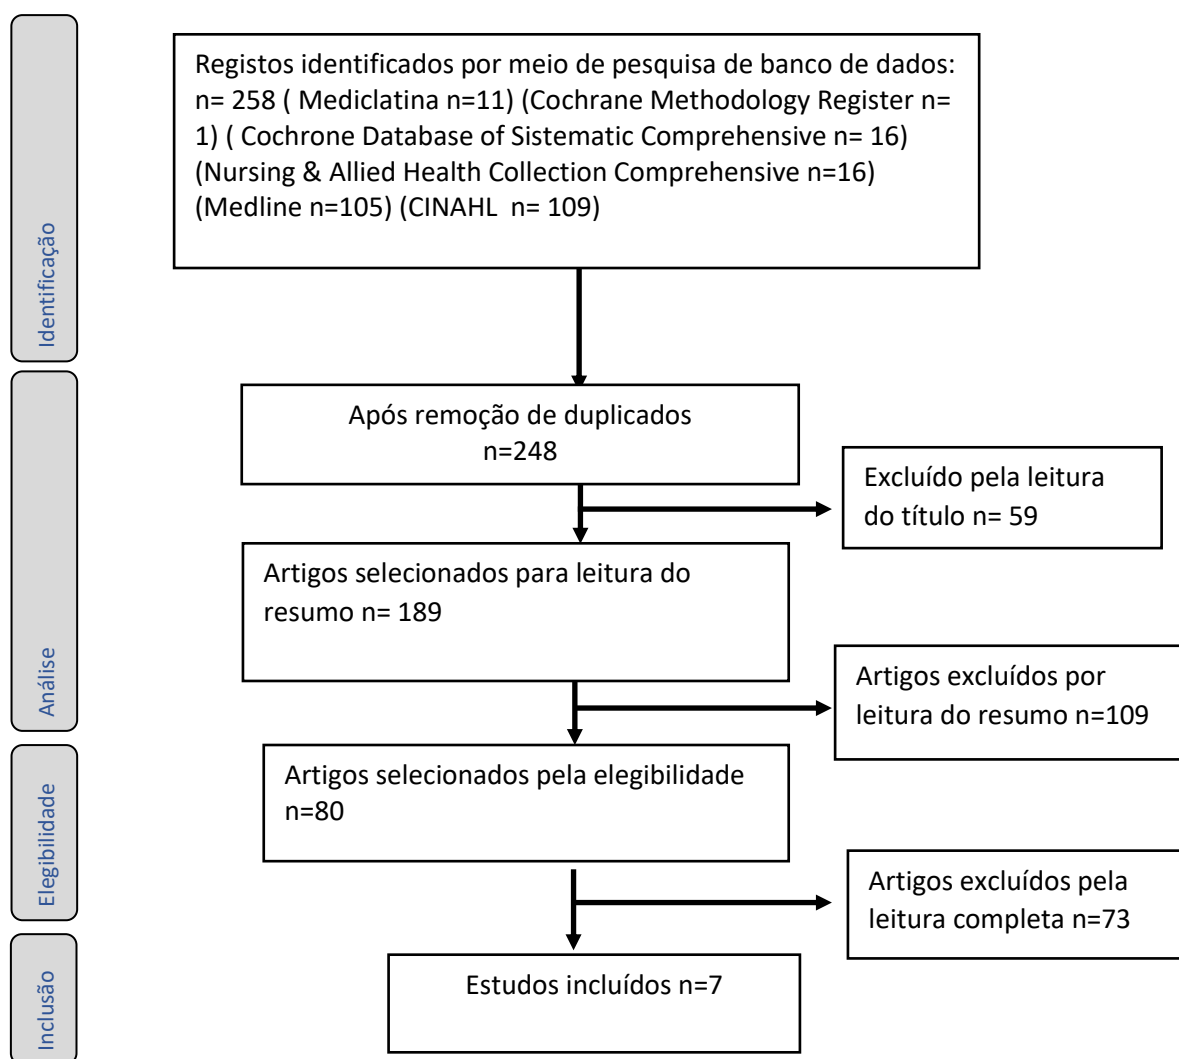 Registos identificados por meio de pesquisa de banco de dados:
n= 258 ( Mediclatina n=11) (Cochrane Methodology Register n=
1) ( Cochrone Database of Sistematic Comprehensive n= 16)
(Nursing & Allied Health Collection Comprehensive n=16)
(Medline n=105) (CINAHL n= 109)
Identificação
Após remoção de duplicados
n=248
Excluído pela leitura
do título n= 59
Artigos selecionados para leitura do
resumo n= 189
Análise
Artigos excluídos por
leitura do resumo n=109
Artigos selecionados pela elegibilidade
n=80
Elegibilidade
Artigos excluídos pela
leitura completa n=73
Estudos incluídos n=7
Inclusão